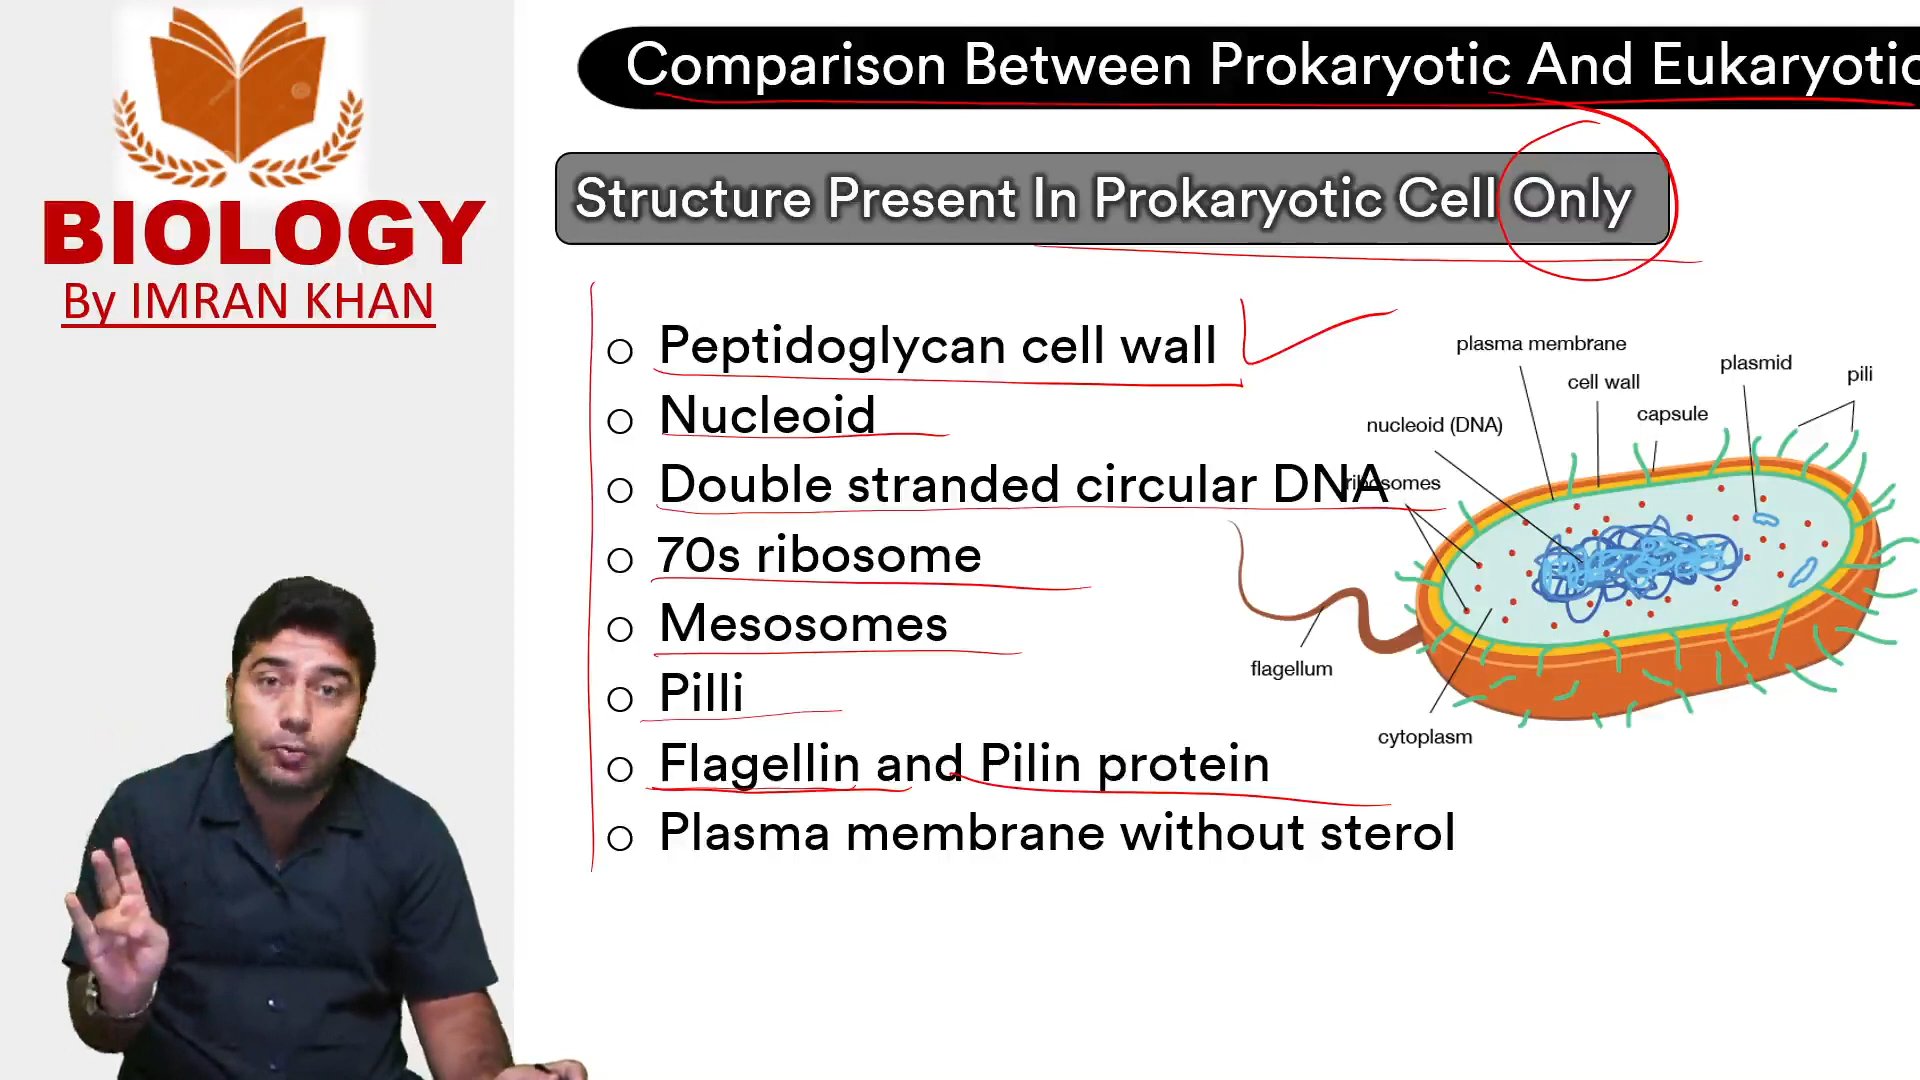 BIOLOGY
By IMRAN KHAN
Comparison Between Prokaryotic And Eukaryotic
Structure Present In Prokaryotic Cell Only
Peptidoglycan cell wall
Nucleoid
Double stranded circular DNA
70s ribosome
Mesosomes
Pilli
Flagellin and Pilin protein
Plasma membrane without sterol
plasma membrane
cell wall
plasmid
pili
capsule
nucleoid (DNA)
ribosomes
flagellum
cytoplasm